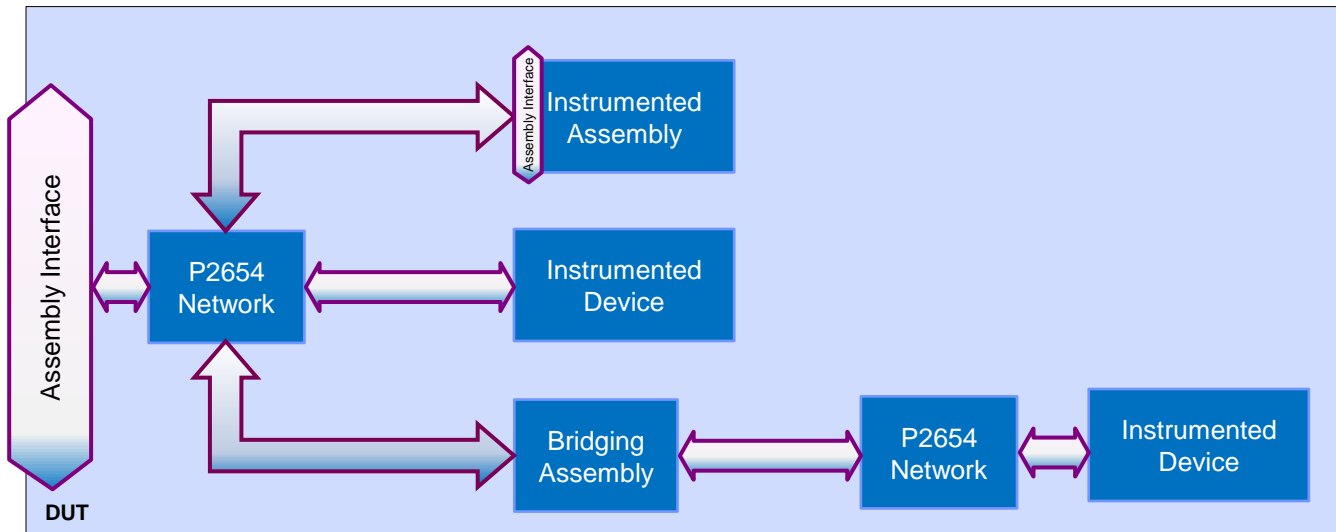 Assembly Interface
Assembly Interface
Instrumented
Assembly
P2654
Network
Instrumented
Device
Bridging
Assembly
P2654
Network
Instrumented
Device
DUT